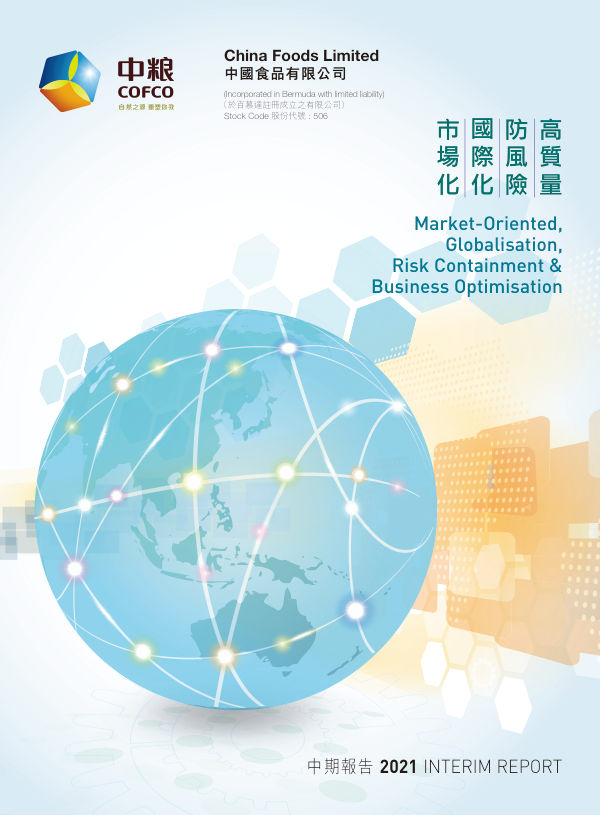 中粮
COFCO
自然之源 重塑你我
China Foods Limited
中國食品有限公司
(Incorporated in Bermuda with limited liability)
(於百慕達註冊成立之有限公司)
Stock Code 股份代號 : 506
高質量
防風險
國際化
市場化
Market-Oriented,
Globalisation,
Risk Containment &
Business Optimisation
中期報告 2021 INTERIM REPORT